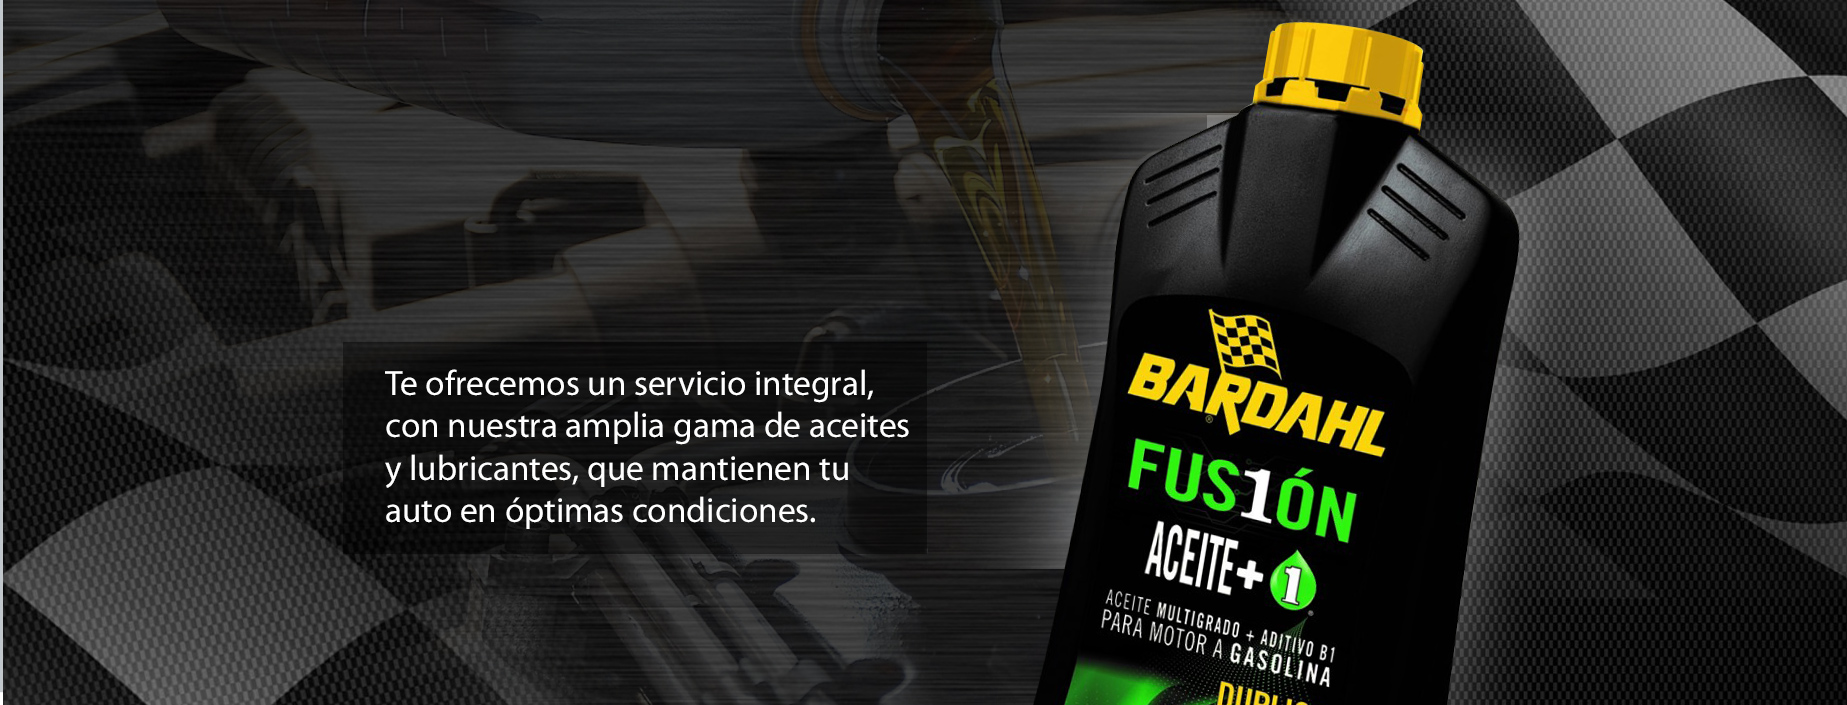 Te ofrecemos un servicio integral,
con nuestra amplia gama de aceites
y lubricantes, que mantienen tu
auto en óptimas condiciones.
BARDAHL
®
FUS1ÓN
ACEITE+ 1
ACEITE MULTIGRADO + ADITIVO B1
PARA MOTOR A GASOLINA